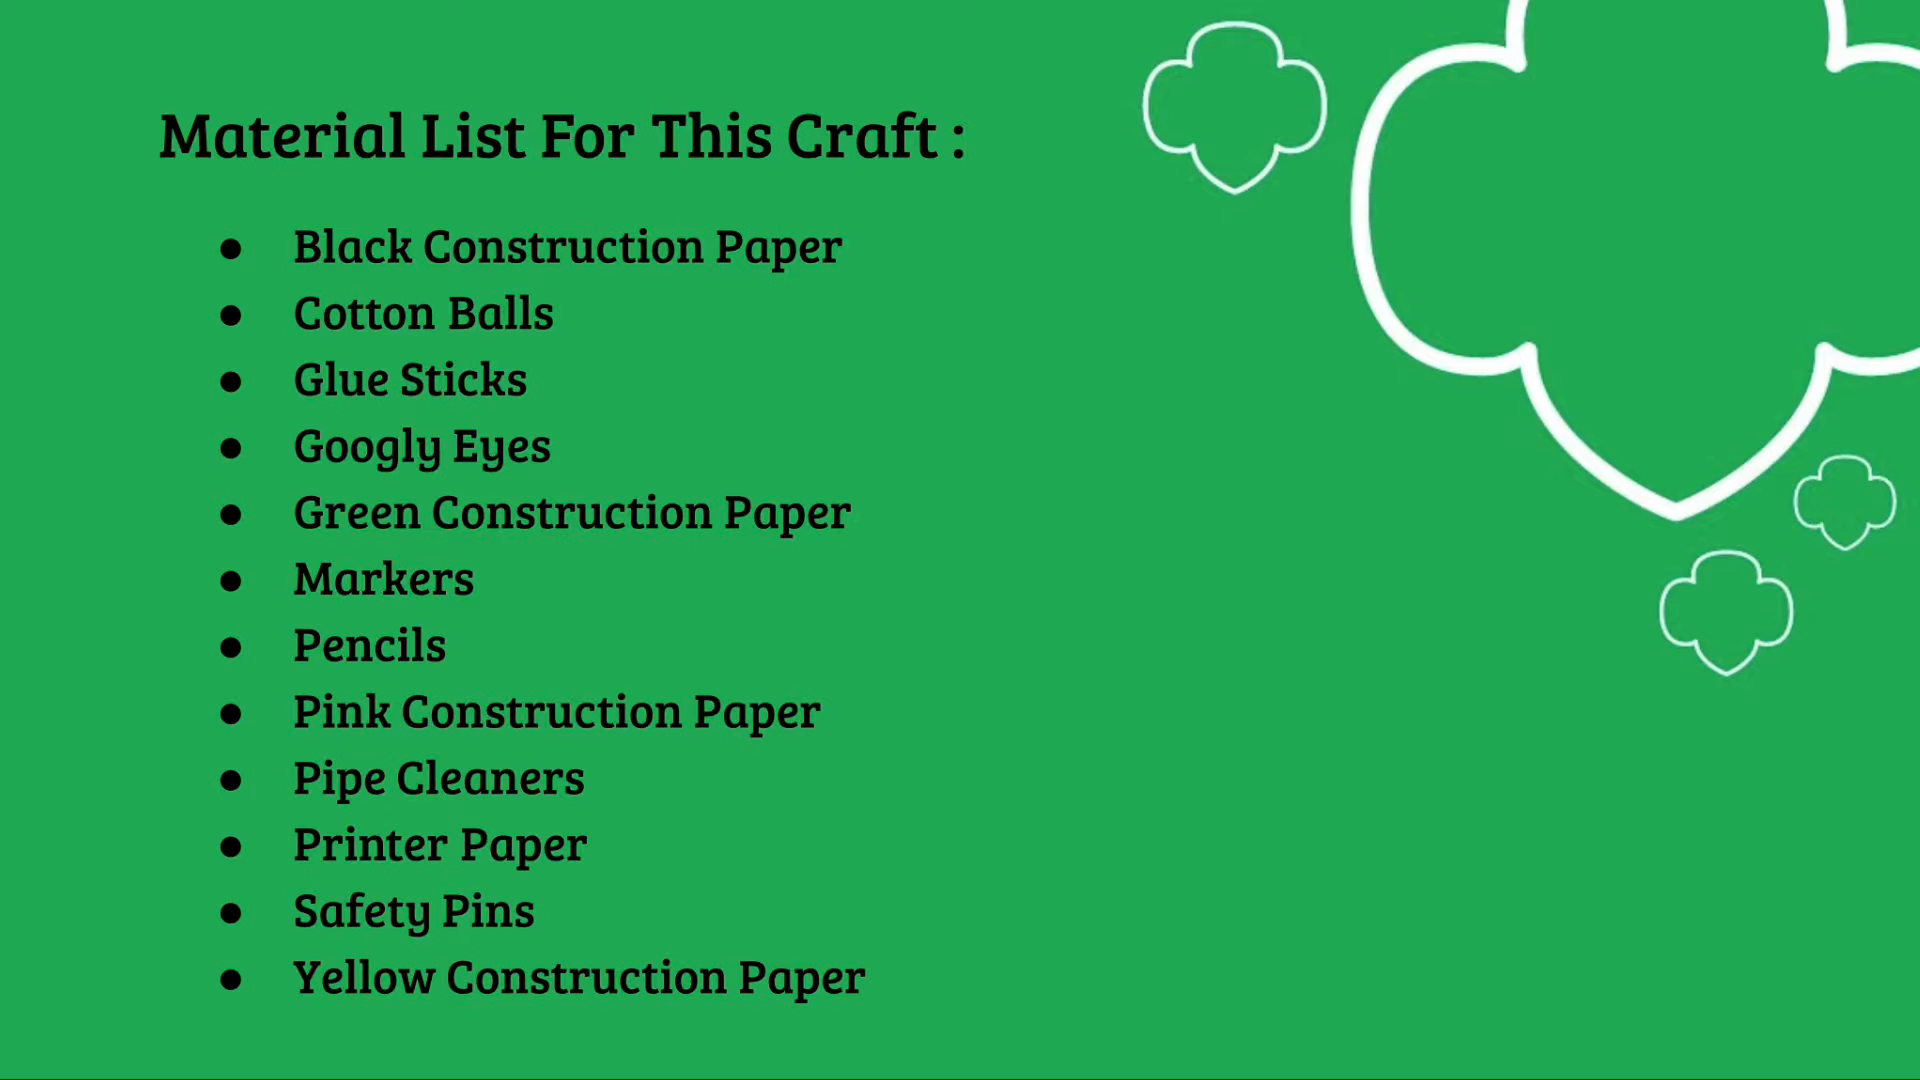 Material List For This Craft :
● Black Construction Paper
● Cotton Balls
● Glue Sticks
● Googly Eyes
● Green Construction Paper
● Markers
● Pencils
● Pink Construction Paper
● Pipe Cleaners
● Printer Paper
● Safety Pins
● Yellow Construction Paper